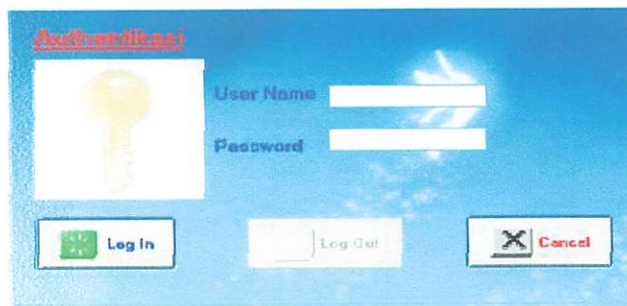 Authentikasi
User Name
Password
Log In
Log Out
Cancel